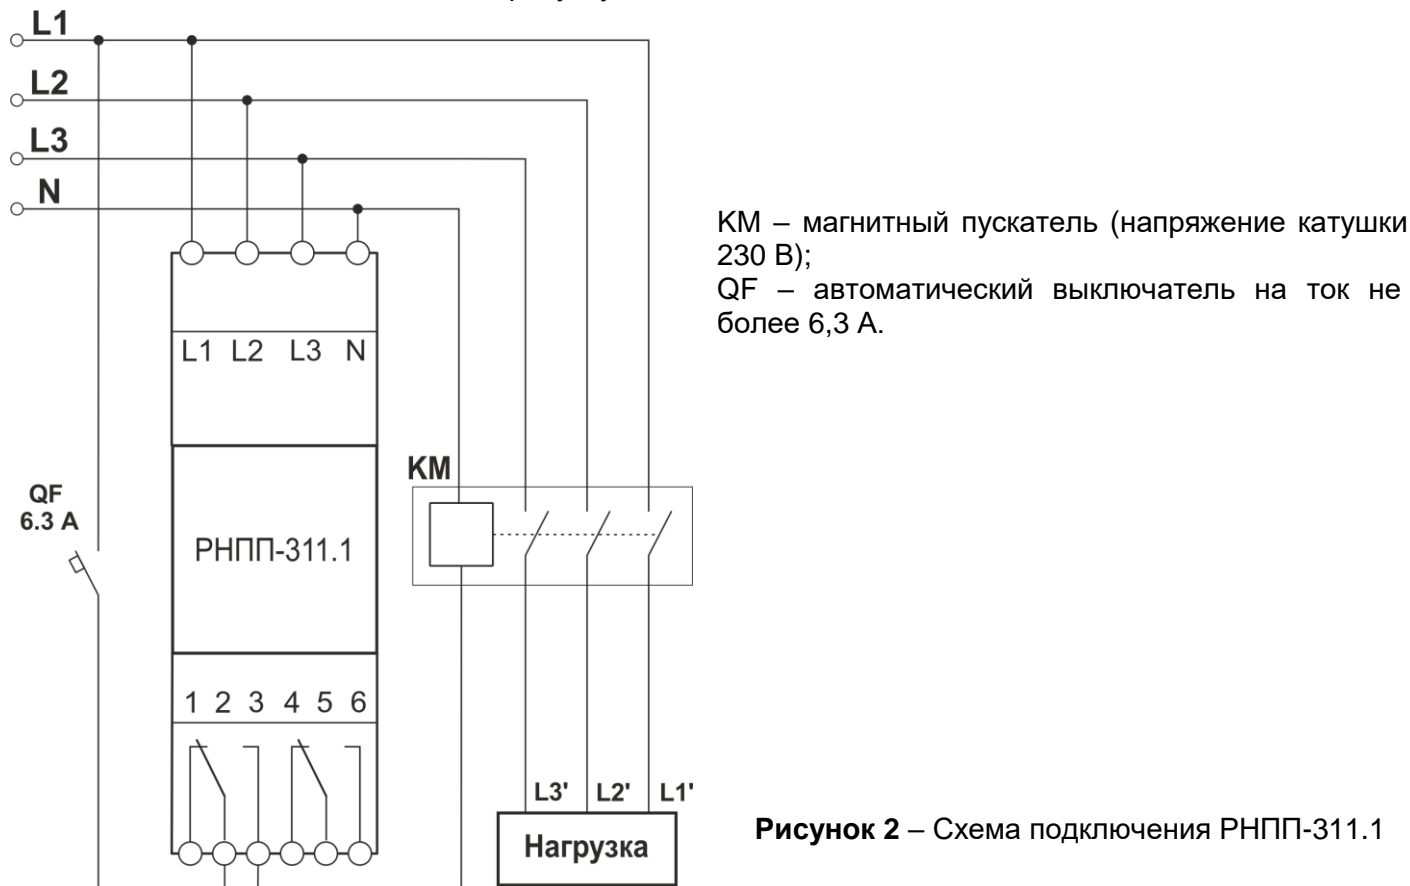 L1
L2
L3
N
КМ – магнитный пускатель (напряжение катушки
230 В);
QF – автоматический выключатель на ток не
более 6,3 А.
L1 L2 L3 N
КМ
QF
6.3 А
РНПП-311.1
1 2 3 4 5 6
L3' L2' L1'
Нагрузка
Рисунок 2 – Схема подключения РНПП-311.1